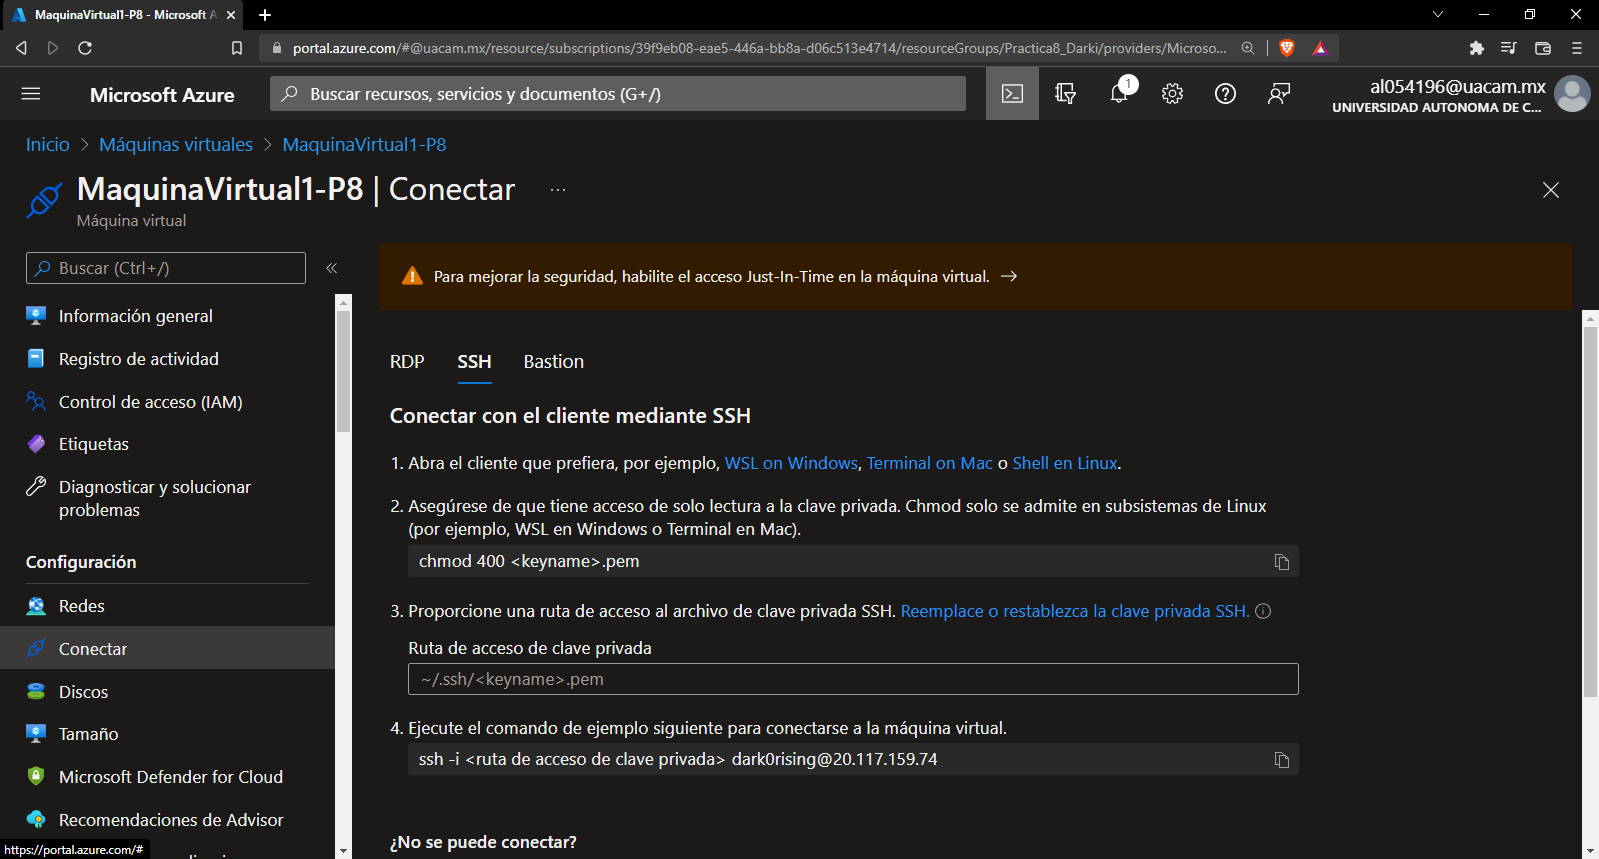 MaquinaVirtual1-P8 - Microsoft A
portal.azure.com/#@uacam.mx/resource/subscriptions/39f9eb08-eae5-446a-bb8a-d06c513e4714/resourceGroups/Practica8_Darki/providers/Microso...
Microsoft Azure
Buscar recursos, servicios y documentos (G+/)
1
al054196@uacam.mx
UNIVERSIDAD AUTONOMA DE C...
Inicio > Máquinas virtuales > MaquinaVirtual1-P8
MaquinaVirtual1-P8 | Conectar ...
Máquina virtual
Buscar (Ctrl+/)
«
Información general
Registro de actividad
Control de acceso (IAM)
Etiquetas
Diagnosticar y solucionar
problemas
Configuración
Redes
Conectar
Discos
Tamaño
Microsoft Defender for Cloud
Recomendaciones de Advisor
https://portal.azure.com/#
Para mejorar la seguridad, habilite el acceso Just-In-Time en la máquina virtual. →
RDP SSH Bastion
Conectar con el cliente mediante SSH
1. Abra el cliente que prefiera, por ejemplo, WSL on Windows, Terminal on Mac o Shell en Linux.
2. Asegúrese de que tiene acceso de solo lectura a la clave privada. Chmod solo se admite en subsistemas de Linux
(por ejemplo, WSL en Windows o Terminal en Mac).
chmod 400 <keyname>.pem
3. Proporcione una ruta de acceso al archivo de clave privada SSH. Reemplace o restablezca la clave privada SSH.
Ruta de acceso de clave privada
~/.ssh/<keyname>.pem
4. Ejecute el comando de ejemplo siguiente para conectarse a la máquina virtual.
ssh -i <ruta de acceso de clave privada> dark0rising@20.117.159.74
¿No se puede conectar?